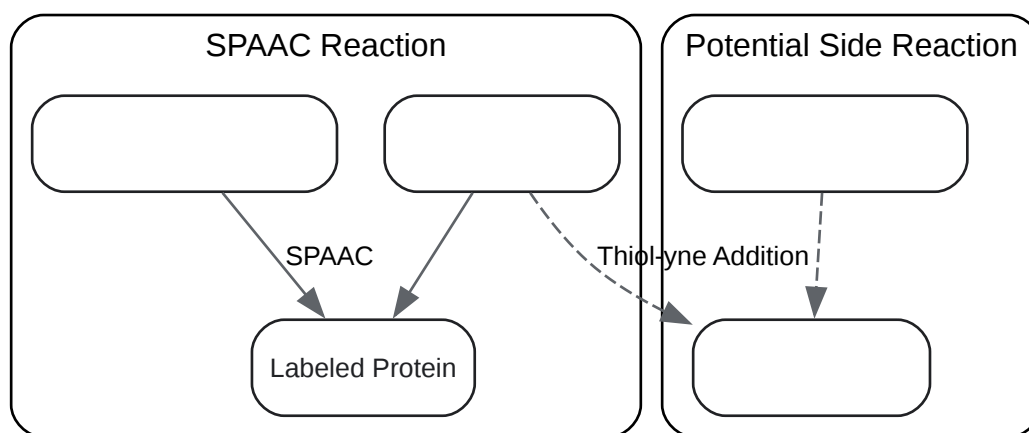 SPAAC Reaction
Potential Side Reaction
SPAAC
Thiol-yne Addition
Labeled Protein